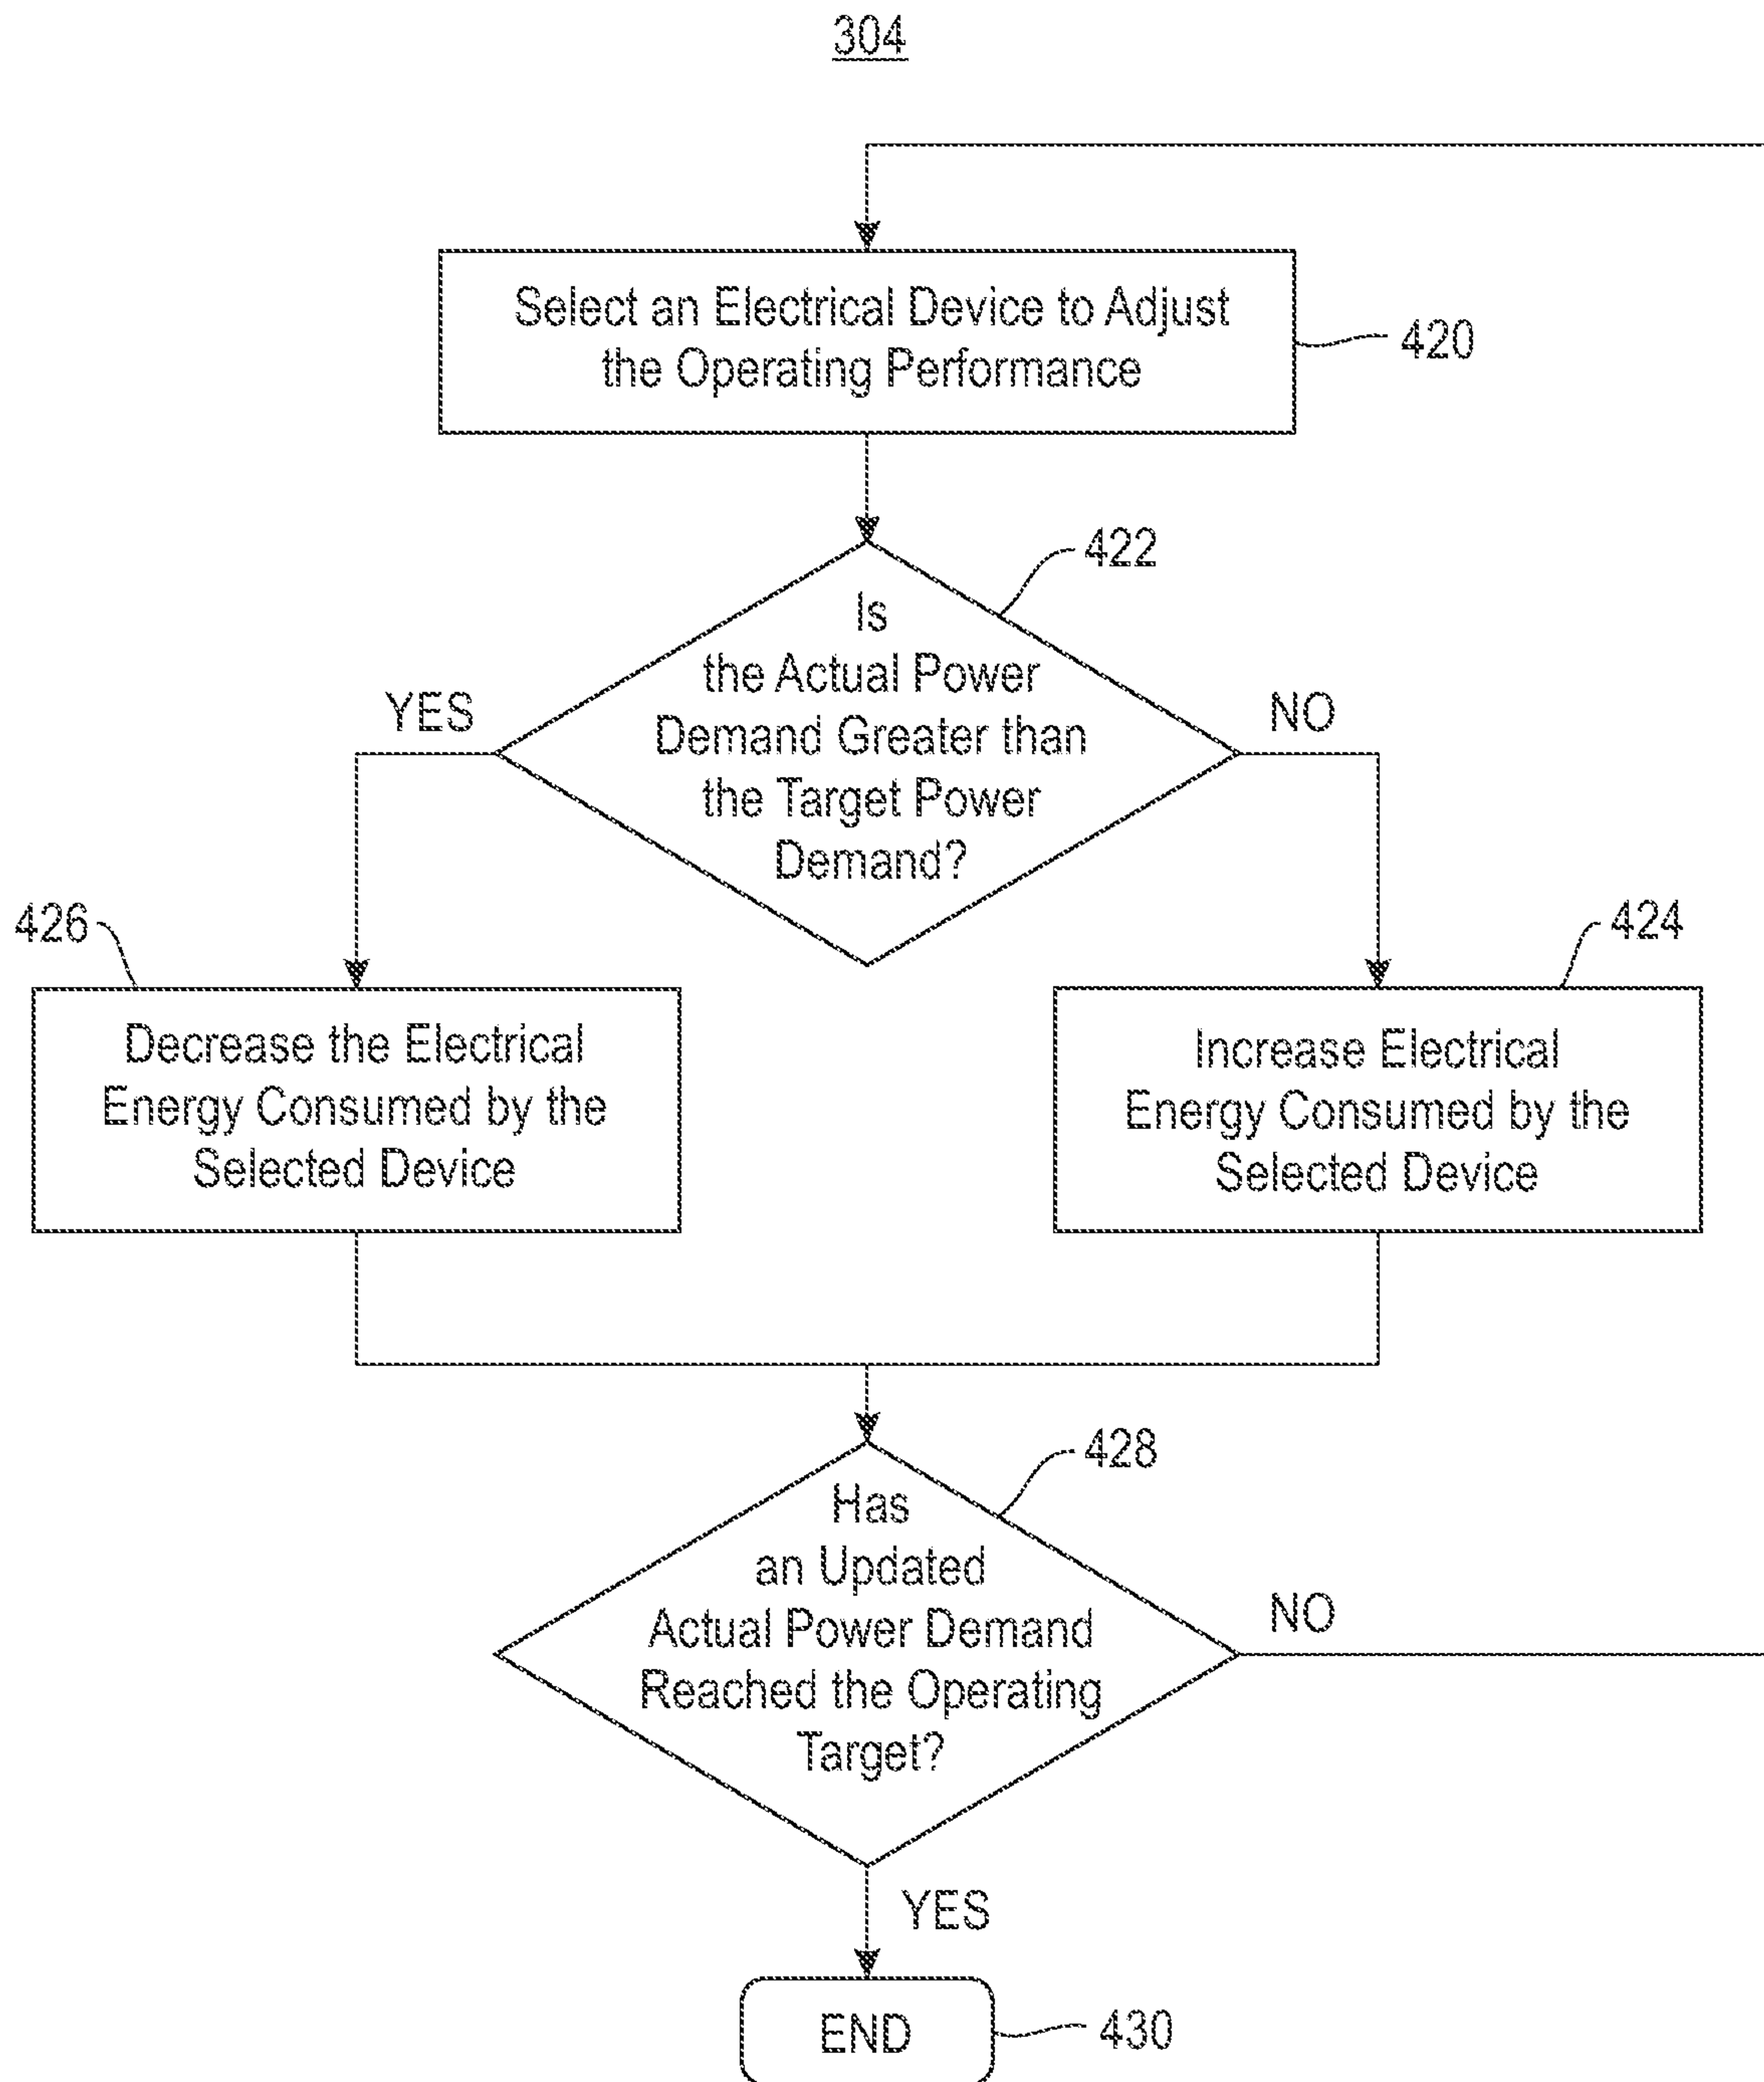 304
Select an Electrical Device to Adjust
the Operating Performance
420
422
Is
the Actual Power
Demand Greater than
the Target Power
Demand?
YES
NO
426
424
Decrease the Electrical
Energy Consumed by the
Selected Device
Increase Electrical
Energy Consumed by the
Selected Device
428
Has
an Updated
Actual Power Demand
Reached the Operating
Target?
NO
YES
END
430